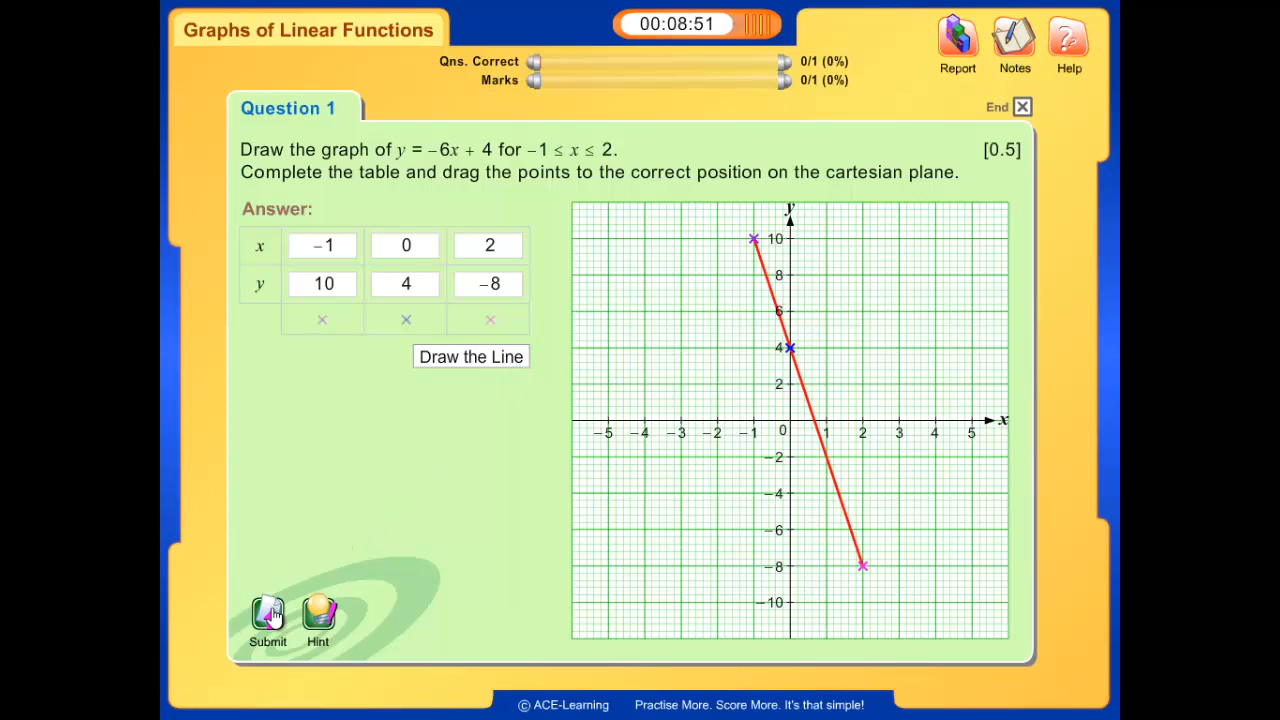 Graphs of Linear Functions
00:08:51
Qns. Correct 0/1 (0%)
Marks 0/1 (0%)
Report Notes Help
Question 1
End
Draw the graph of y = −6x + 4 for −1 ≤ x ≤ 2. [0.5]
Complete the table and drag the points to the correct position on the cartesian plane.
Answer:
x −1 0 2
y 10 4 −8
Draw the Line
y
10
8
6
4
2
−5 −4 −3 −2 −1 0 1 2 3 4 5 x
−2
−4
−6
−8
−10
Submit Hint
© ACE-Learning Practise More. Score More. It's that simple!